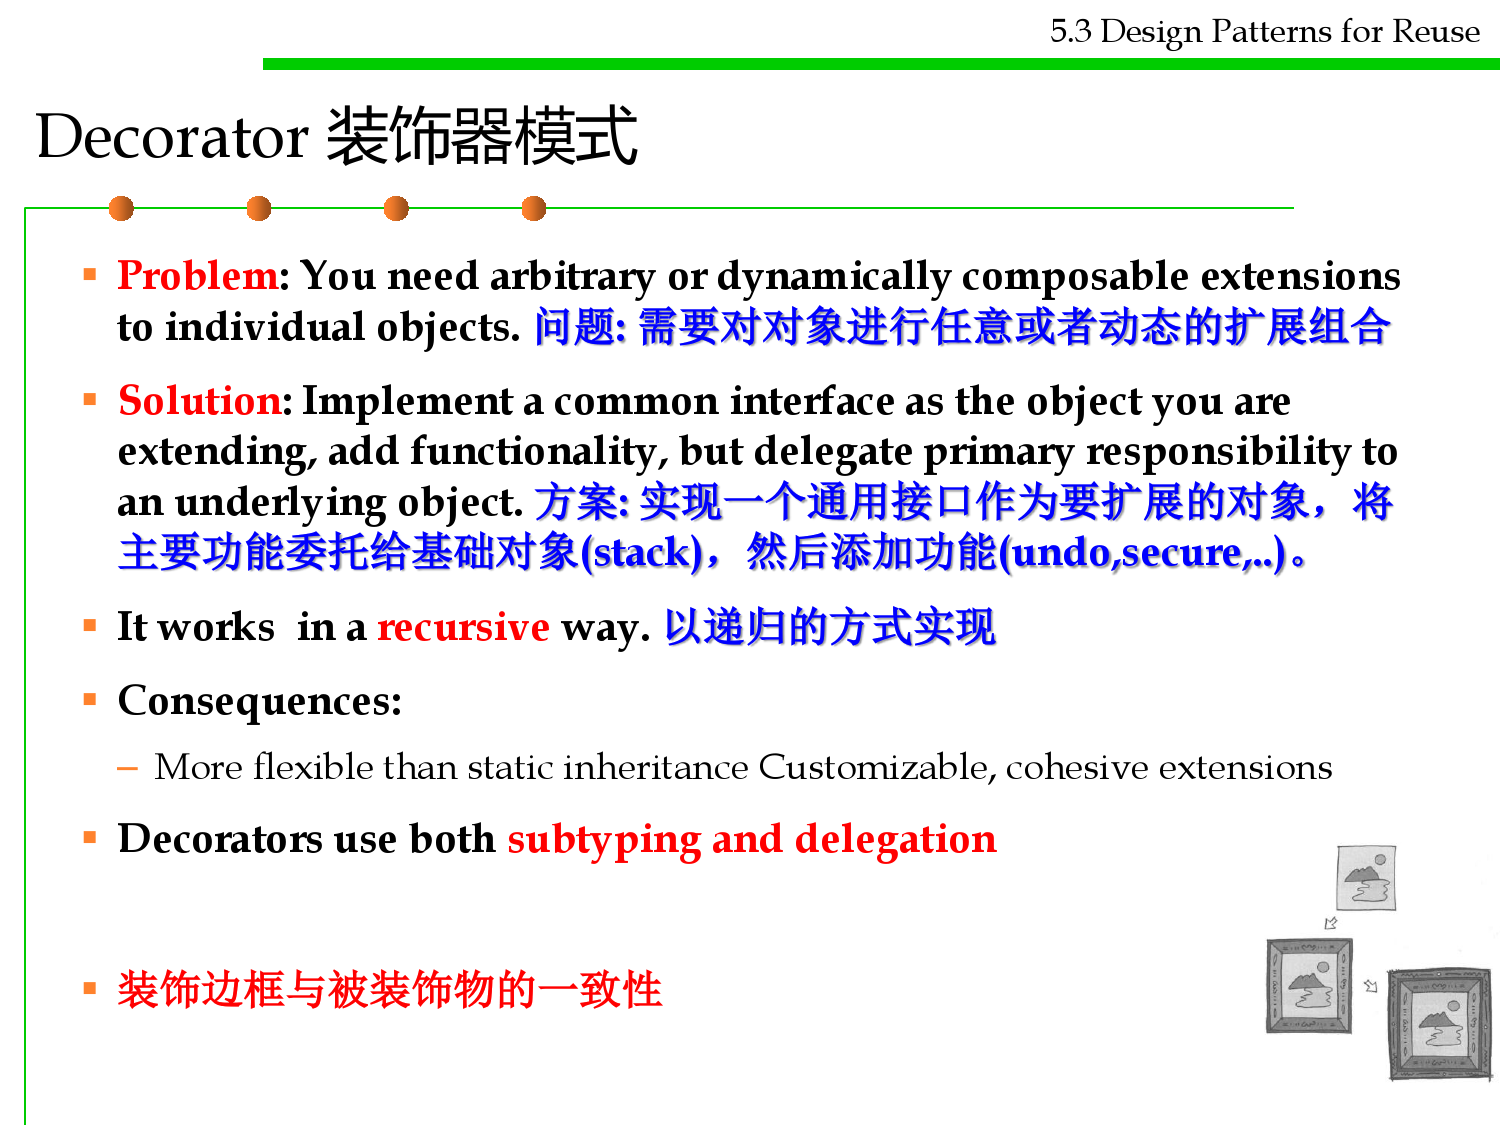 5.3 Design Patterns for Reuse
Decorator 装饰器模式
Problem: You need arbitrary or dynamically composable extensions
to individual objects. 问题: 需要对对象进行任意或者动态的扩展组合
Solution: Implement a common interface as the object you are
extending, add functionality, but delegate primary responsibility to
an underlying object. 方案: 实现一个通用接口作为要扩展的对象，将
主要功能委托给基础对象(stack)，然后添加功能(undo,secure,..)。
It works in a recursive way. 以递归的方式实现
Consequences:
– More flexible than static inheritance Customizable, cohesive extensions
Decorators use both subtyping and delegation
装饰边框与被装饰物的一致性